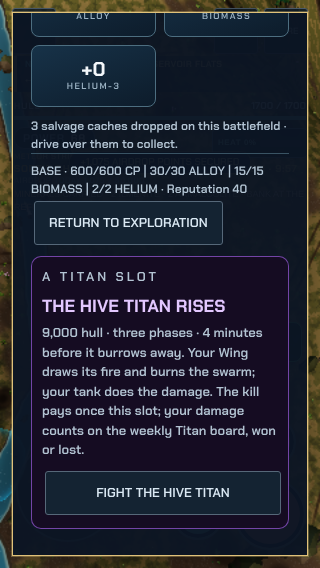 ALLOY
BIOMASS
+0
HELIUM-3
3 salvage caches dropped on this battlefield ·
drive over them to collect.
BASE · 600/600 CP | 30/30 ALLOY | 15/15
BIOMASS | 2/2 HELIUM · Reputation 40
RETURN TO EXPLORATION
A TITAN SLOT
THE HIVE TITAN RISES
9,000 hull · three phases · 4 minutes
before it burrows away. Your Wing
draws its fire and burns the swarm;
your tank does the damage. The kill
pays once this slot; your damage
counts on the weekly Titan board, won
or lost.
FIGHT THE HIVE TITAN